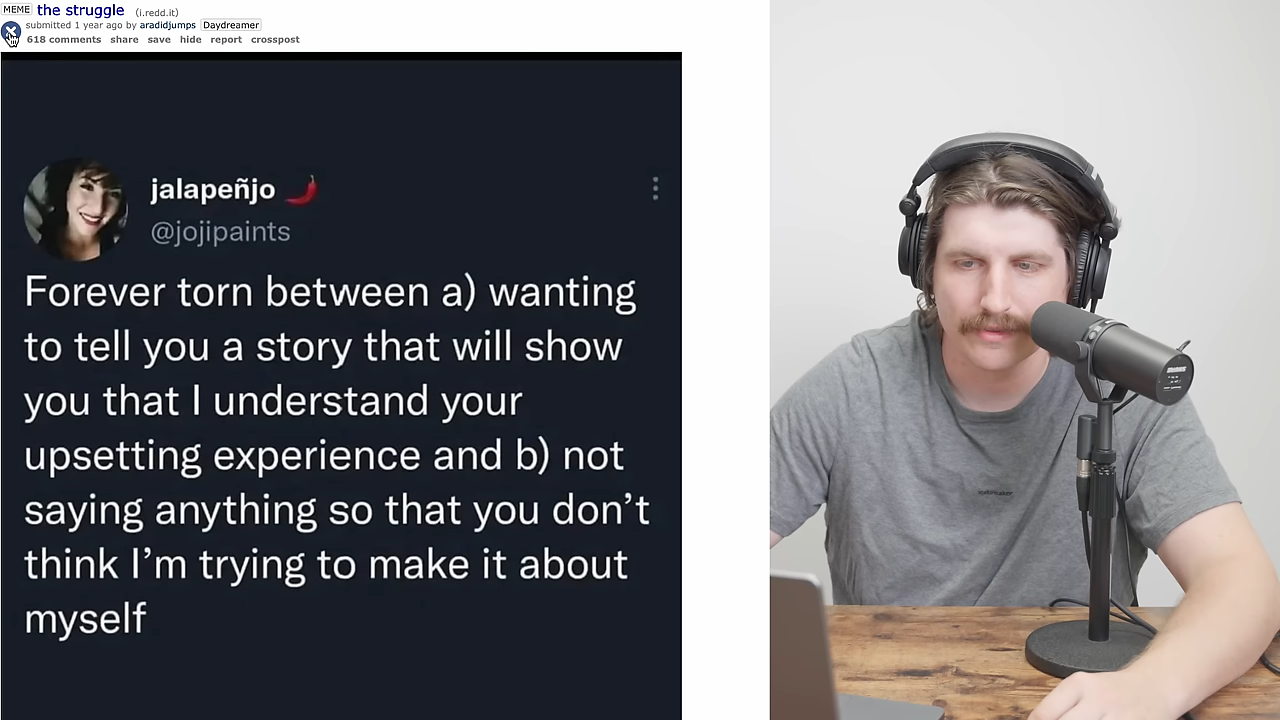 MEME the struggle (i.redd.it)
submitted 1 year ago by aradidjumps Daydreamer
618 comments share save hide report crosspost
jalapeñjo 🌶️
@jojipaints
Forever torn between a) wanting
to tell you a story that will show
you that I understand your
upsetting experience and b) not
saying anything so that you don’t
think I’m trying to make it about
myself